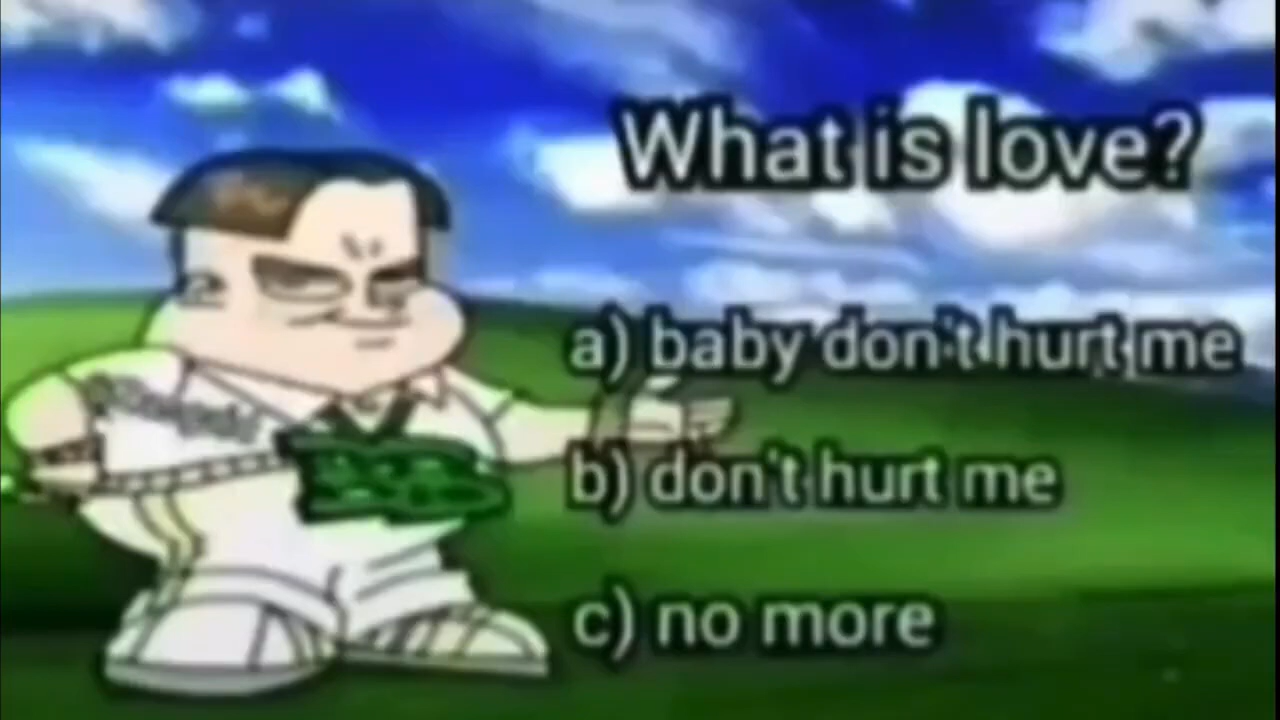 What is love?
a) baby don't hurt me
b) don't hurt me
c) no more